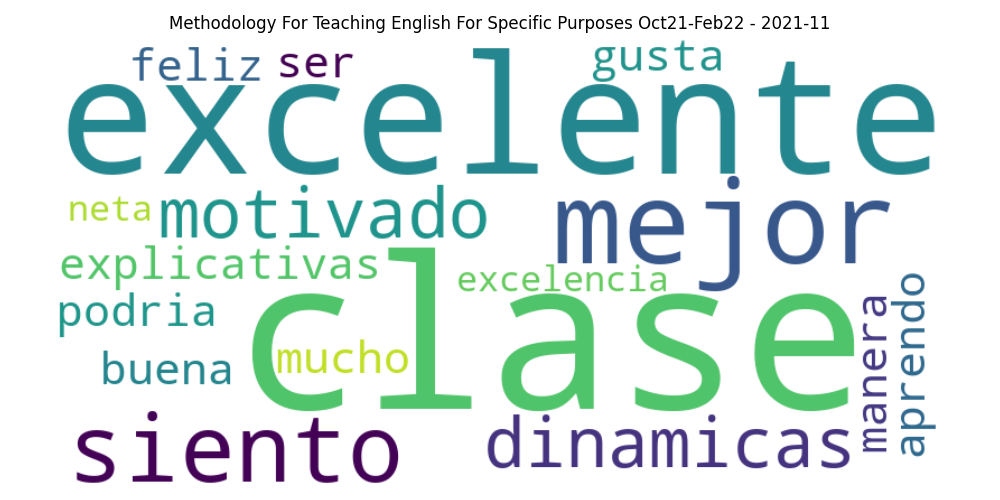 Methodology For Teaching English For Specific Purposes Oct21-Feb22 - 2021-11
feliz
ser
gusta
excelente
neta
motivado
mejor
explicativas
excelencia
podria
clase
buena
mucho
manera
aprendo
siento
dinamicas